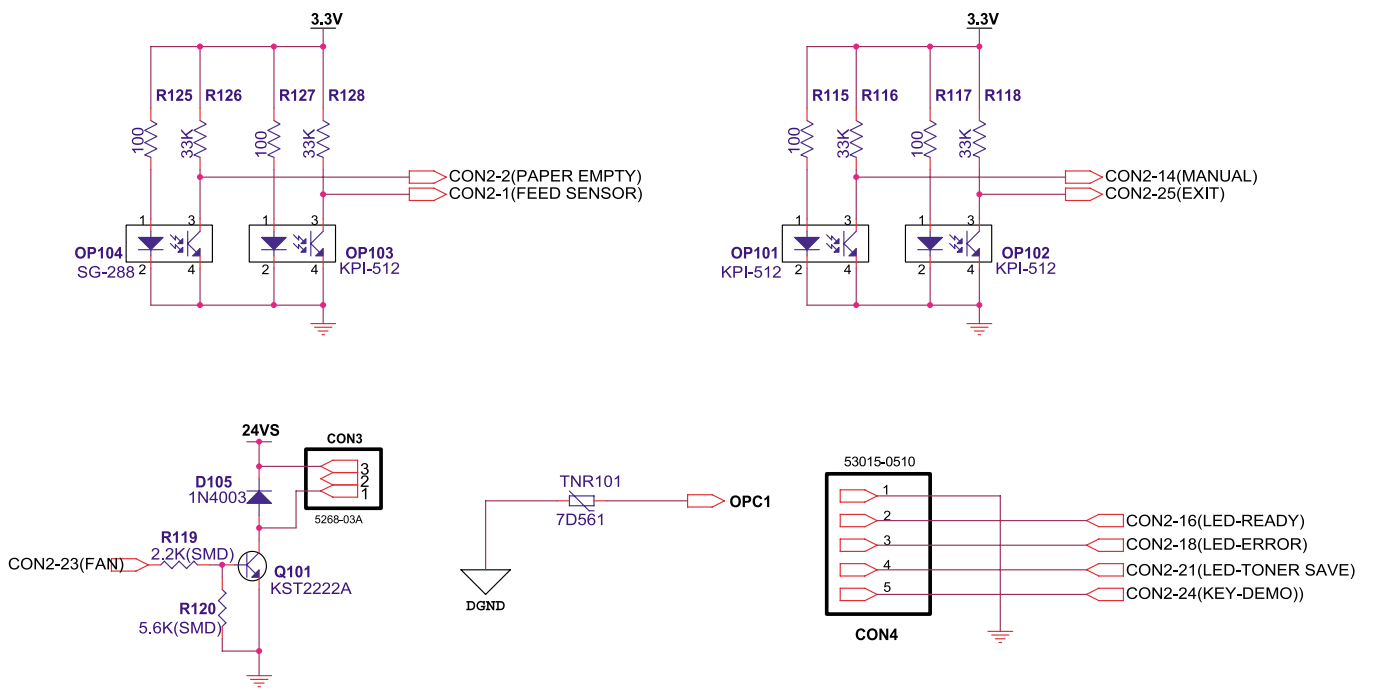 3.3V
R125 R126 R127 R128
100 33K 100 33K
CON2-2(PAPER EMPTY)
CON2-1(FEED SENSOR)
1 3 1 3
OP104
SG-288
OP103
KPI-512
2 4 2 4
3.3V
R115 R116 R117 R118
100 33K 100 33K
CON2-14(MANUAL)
CON2-25(EXIT)
1 3 1 3
OP101
KPI-512
OP102
KPI-512
2 4 2 4
24VS
CON3
3
2
1
5268-03A
D105
1N4003
R119
2.2K(SMD)
CON2-23(FAN)
Q101
KST2222A
R120
5.6K(SMD)
TNR101
7D561
OPC1
DGND
53015-0510
1
2
3
4
5
CON2-16(LED-READY)
CON2-18(LED-ERROR)
CON2-21(LED-TONER SAVE)
CON2-24(KEY-DEMO))
CON4